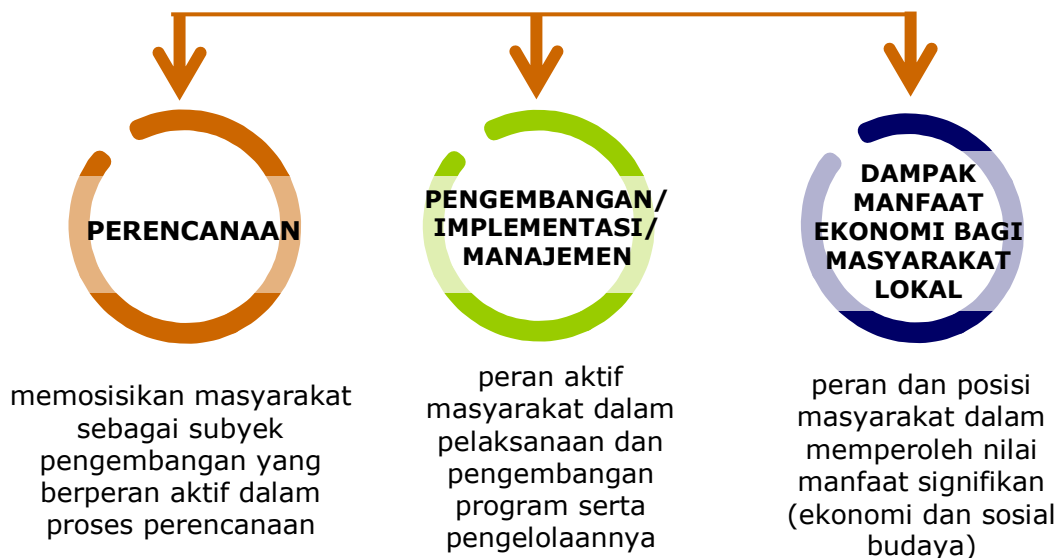 PERENCANAAN
memosisikan masyarakat
sebagai subyek
pengembangan yang
berperan aktif dalam
proses perencanaan
PENGEMBANGAN/
IMPLEMENTASI/
MANAJEMEN
peran aktif
masyarakat dalam
pelaksanaan dan
pengembangan
program serta
pengelolaannya
DAMPAK
MANFAAT
EKONOMI BAGI
MASYARAKAT
LOKAL
peran dan posisi
masyarakat dalam
memperoleh nilai
manfaat signifikan
(ekonomi dan sosial
budaya)